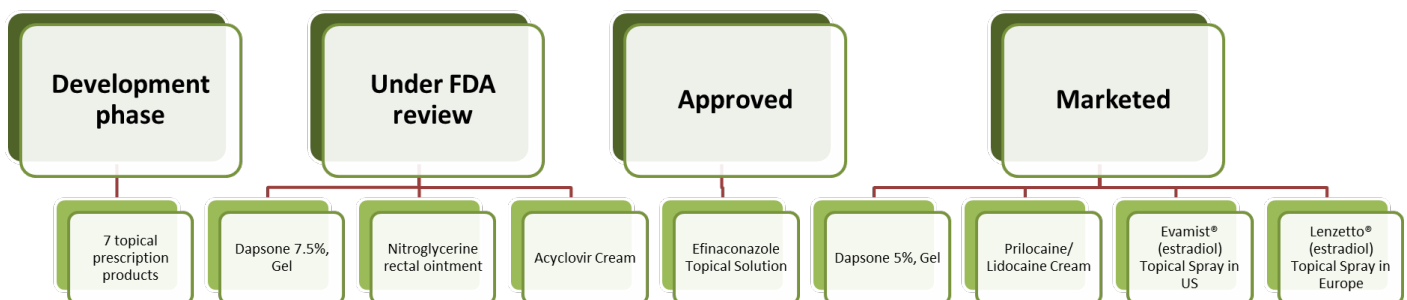 Development
phase
Under FDA
review
Approved
Marketed
7 topical
prescription
products
Dapsone 7.5%,
Gel
Nitroglycerine
rectal ointment
Acyclovir Cream
Efinaconazole
Topical Solution
Dapsone 5%, Gel
Prilocaine/
Lidocaine Cream
Evamist®
(estradiol)
Topical Spray in
US
Lenzetto®
(estradiol)
Topical Spray in
Europe